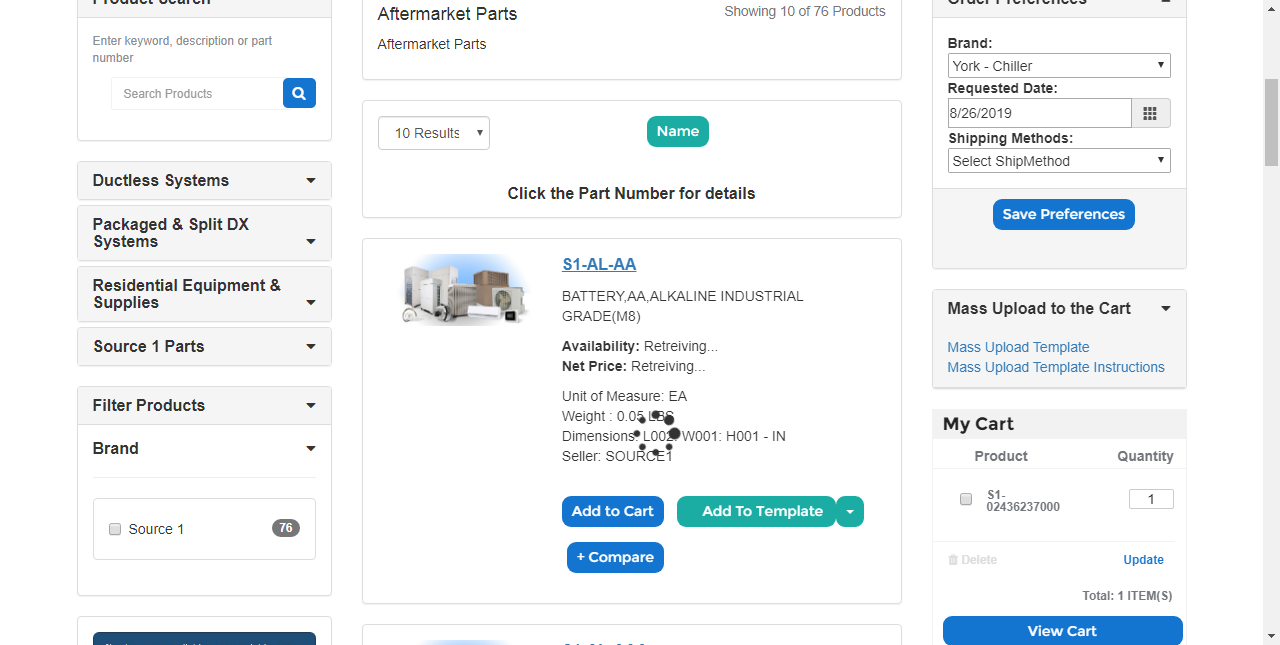 Product Search
Enter keyword, description or part
number
Search Products
Ductless Systems
Packaged & Split DX
Systems
Residential Equipment &
Supplies
Source 1 Parts
Filter Products
Brand
Source 1
76
Aftermarket Parts
Showing 10 of 76 Products
Aftermarket Parts
10 Results
Name
Click the Part Number for details
S1-AL-AA
BATTERY,AA,ALKALINE INDUSTRIAL
GRADE(M8)
Availability: Retreiving...
Net Price: Retreiving...
Unit of Measure: EA
Weight : 0.05 LBS
Dimensions: L002: W001: H001 - IN
Seller: SOURCE1
Add to Cart
Add To Template
+ Compare
Order Preferences
Brand:
York - Chiller
Requested Date:
8/26/2019
Shipping Methods:
Select ShipMethod
Save Preferences
Mass Upload to the Cart
Mass Upload Template
Mass Upload Template Instructions
My Cart
Product Quantity
S1-
02436237000
1
Delete
Update
Total: 1 ITEM(S)
View Cart